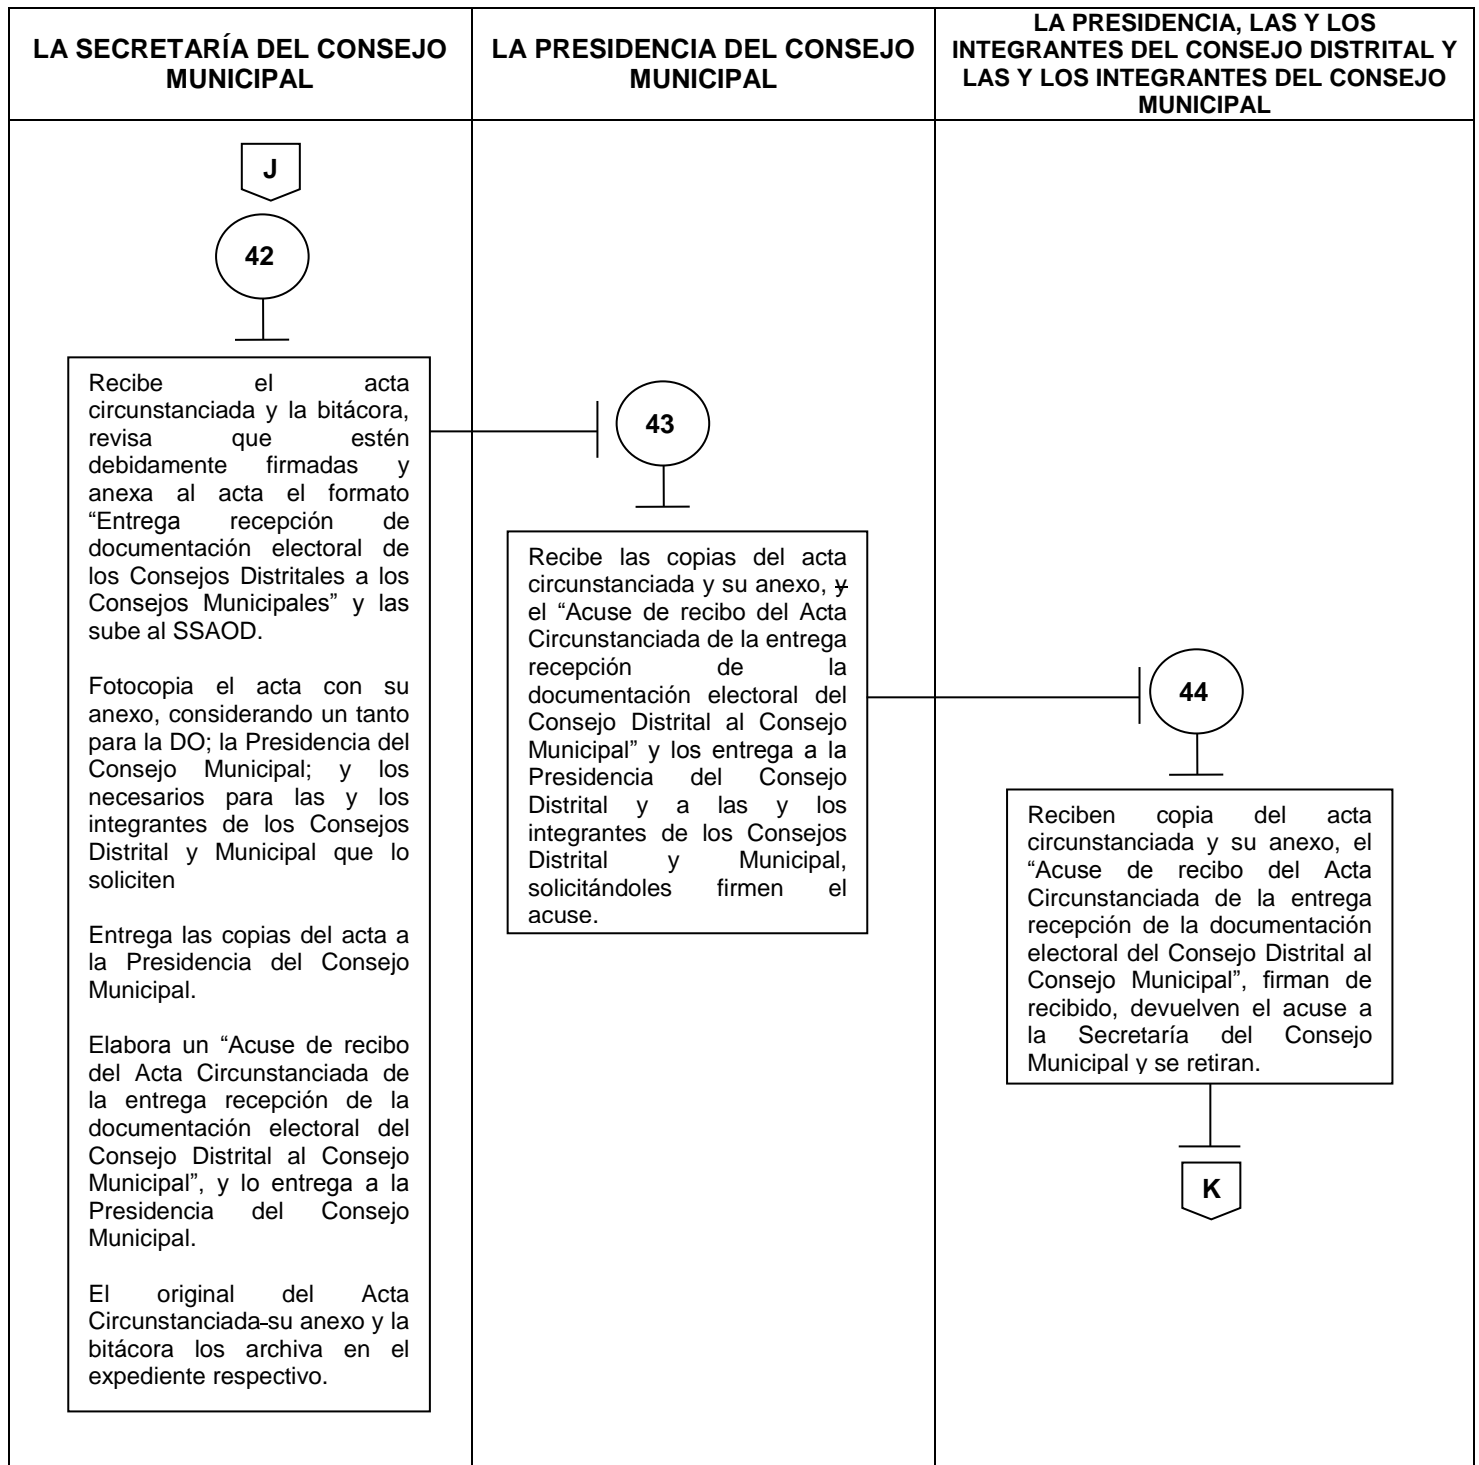 LA SECRETARÍA DEL CONSEJO
MUNICIPAL
LA PRESIDENCIA DEL CONSEJO
MUNICIPAL
LA PRESIDENCIA, LAS Y LOS
INTEGRANTES DEL CONSEJO DISTRITAL Y
LAS Y LOS INTEGRANTES DEL CONSEJO
MUNICIPAL
J
42
Recibe el acta
circunstanciada y la bitácora,
revisa que estén
debidamente firmadas y
anexa al acta el formato
“Entrega recepción de
documentación electoral de
los Consejos Distritales a los
Consejos Municipales” y las
sube al SSAOD.
Fotocopia el acta con su
anexo, considerando un tanto
para la DO; la Presidencia del
Consejo Municipal; y los
necesarios para las y los
integrantes de los Consejos
Distrital y Municipal que lo
soliciten
Entrega las copias del acta a
la Presidencia del Consejo
Municipal.
Elabora un “Acuse de recibo
del Acta Circunstanciada de
la entrega recepción de la
documentación electoral del
Consejo Distrital al Consejo
Municipal”, y lo entrega a la
Presidencia del Consejo
Municipal.
El original del Acta
Circunstanciada su anexo y la
bitácora los archiva en el
expediente respectivo.
43
Recibe las copias del acta
circunstanciada y su anexo, y
el “Acuse de recibo del Acta
Circunstanciada de la entrega
recepción de la
documentación electoral del
Consejo Distrital al Consejo
Municipal” y los entrega a la
Presidencia del Consejo
Distrital y a las y los
integrantes de los Consejos
Distrital y Municipal,
solicitándoles firmen el
acuse.
44
Reciben copia del acta
circunstanciada y su anexo, el
“Acuse de recibo del Acta
Circunstanciada de la entrega
recepción de la documentación
electoral del Consejo Distrital al
Consejo Municipal”, firman de
recibido, devuelven el acuse a
la Secretaría del Consejo
Municipal y se retiran.
K